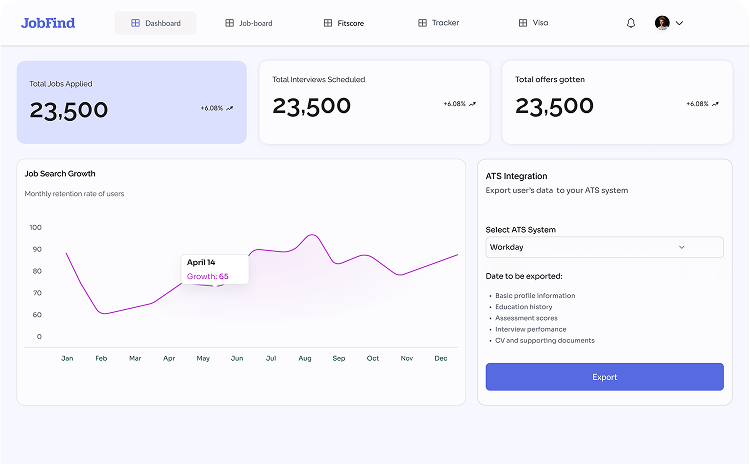 JobFind
Dashboard
Job-board
Fitscore
Tracker
Visa
Total Jobs Applied
23,500
+6.08%
Total Interviews Scheduled
23,500
+6.08%
Total offers gotten
23,500
+6.08%
Job Search Growth
Monthly retention rate of users
100
90
80
70
60
0
April 14
Growth: 65
Jan Feb Mar Apr May Jun Jul Aug Sep Oct Nov Dec
ATS Integration
Export user's data to your ATS system
Select ATS System
Workday
Date to be exported:
• Basic profile information
• Education history
• Assessment scores
• Interview perfomance
• CV and supporting documents
Export